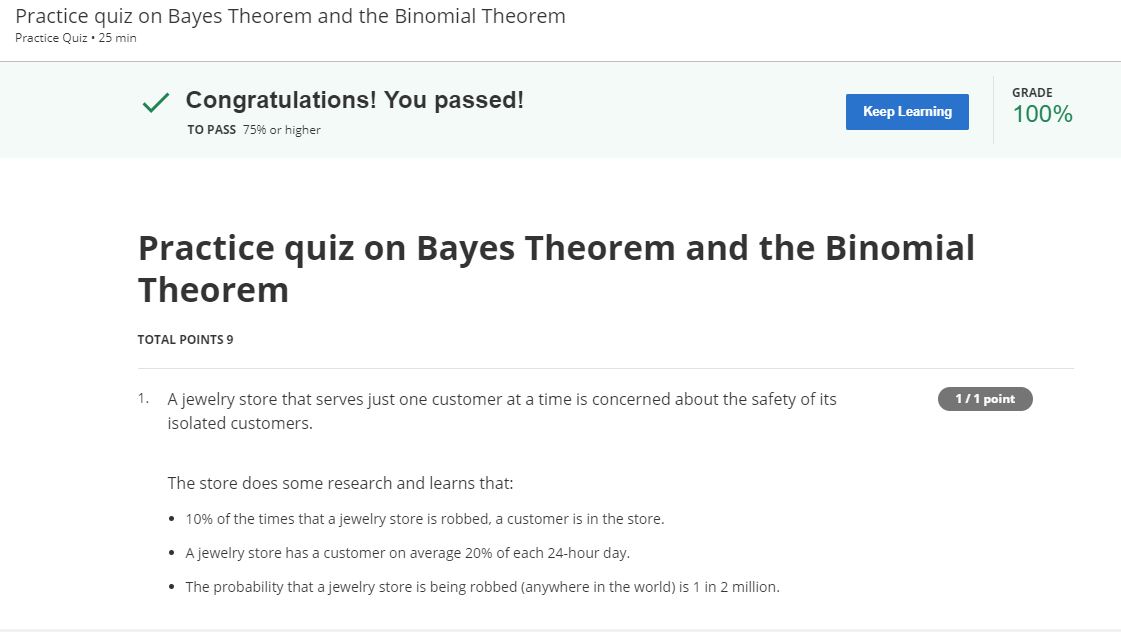 Practice quiz on Bayes Theorem and the Binomial Theorem
Practice Quiz • 25 min
Congratulations! You passed!
TO PASS 75% or higher
Keep Learning
GRADE
100%
Practice quiz on Bayes Theorem and the Binomial
Theorem
TOTAL POINTS 9
1. A jewelry store that serves just one customer at a time is concerned about the safety of its
isolated customers.
1 / 1 point
The store does some research and learns that:
• 10% of the times that a jewelry store is robbed, a customer is in the store.
• A jewelry store has a customer on average 20% of each 24-hour day.
• The probability that a jewelry store is being robbed (anywhere in the world) is 1 in 2 million.